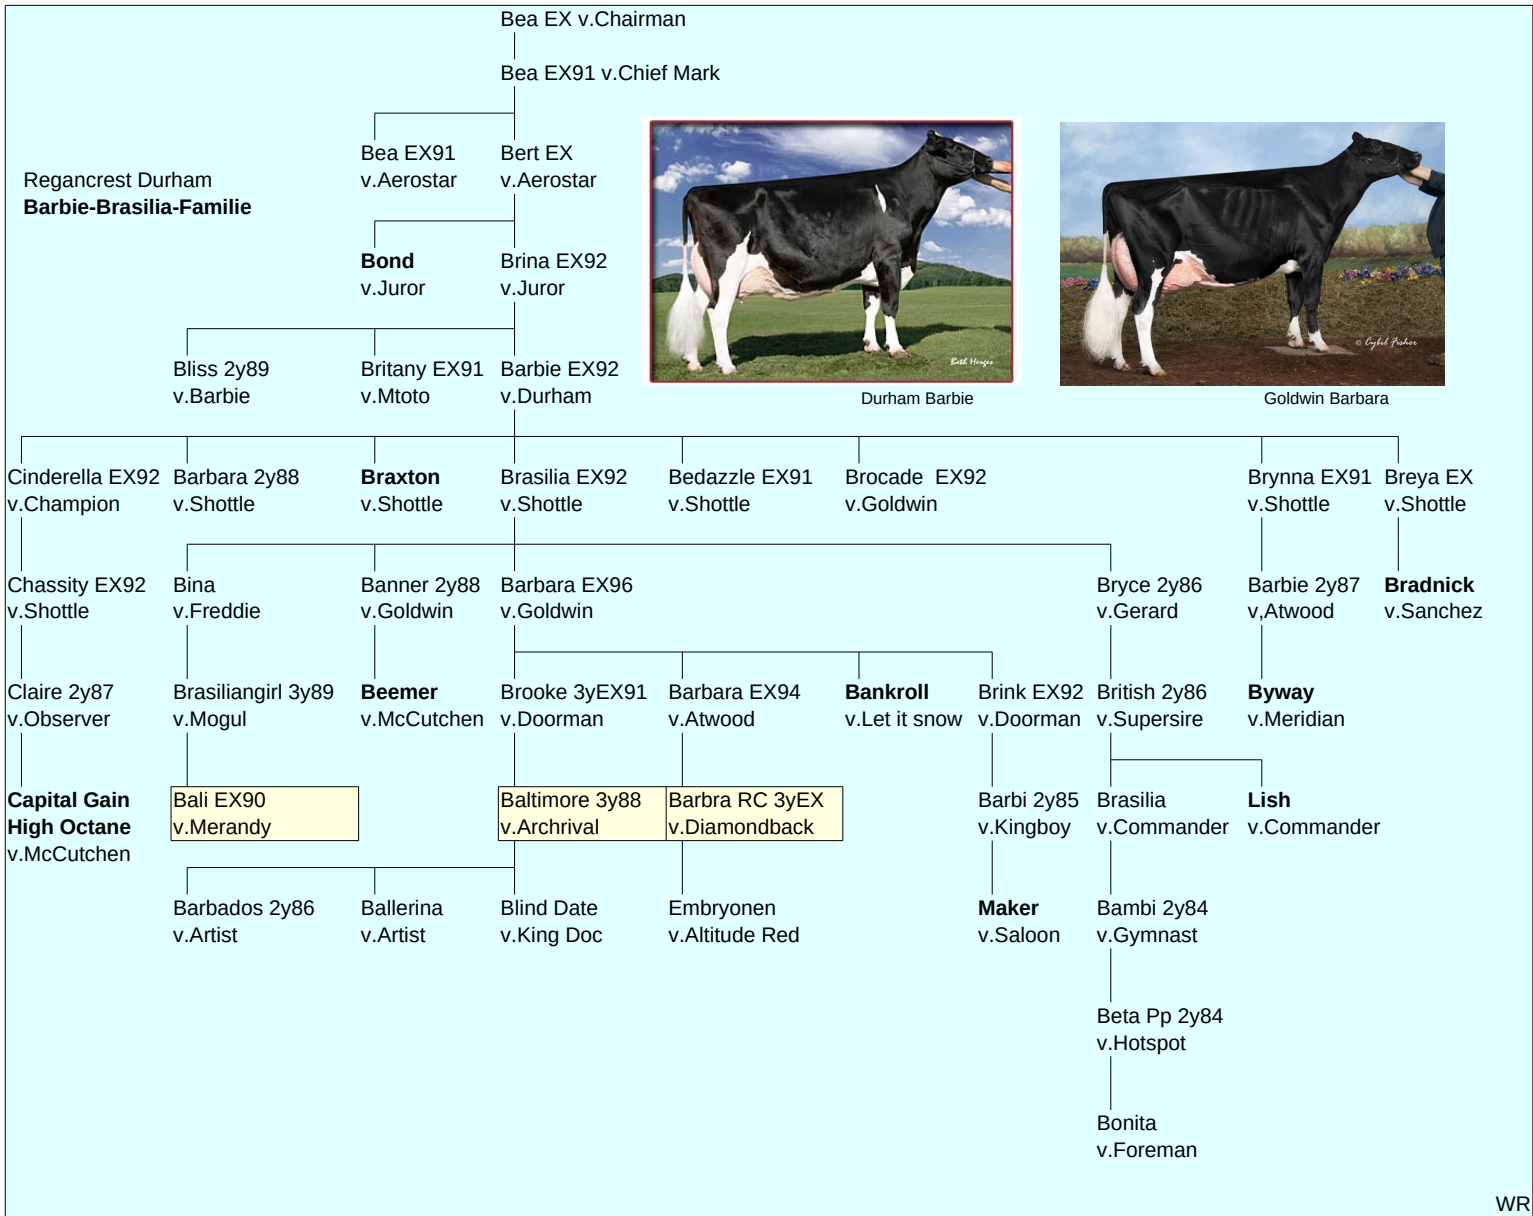 Bea EX v.Chairman
Bea EX91 v.Chief Mark
Regancrest Durham
Barbie-Brasilia-Familie
Bea EX91
v.Aerostar
Bert EX
v.Aerostar
Bond
v.Juror
Brina EX92
v.Juror
Bliss 2y89
v.Barbie
Britany EX91
v.Mtoto
Barbie EX92
v.Durham
Beth Herges
Durham Barbie
© Cybil Fisher
Goldwin Barbara
Cinderella EX92
v.Champion
Barbara 2y88
v.Shottle
Braxton
v.Shottle
Brasilia EX92
v.Shottle
Bedazzle EX91
v.Shottle
Brocade EX92
v.Goldwin
Brynna EX91
v.Shottle
Breya EX
v.Shottle
Chassity EX92
v.Shottle
Bina
v.Freddie
Banner 2y88
v.Goldwin
Barbara EX96
v.Goldwin
Bryce 2y86
v.Gerard
Barbie 2y87
v,Atwood
Bradnick
v.Sanchez
Claire 2y87
v.Observer
Brasiliangirl 3y89
v.Mogul
Beemer
v.McCutchen
Brooke 3yEX91
v.Doorman
Barbara EX94
v.Atwood
Bankroll
v.Let it snow
Brink EX92
v.Doorman
British 2y86
v.Supersire
Byway
v.Meridian
Capital Gain
High Octane
v.McCutchen
Bali EX90
v.Merandy
Baltimore 3y88
v.Archrival
Barbra RC 3yEX
v.Diamondback
Barbi 2y85
v.Kingboy
Brasilia
v.Commander
Lish
v.Commander
Barbados 2y86
v.Artist
Ballerina
v.Artist
Blind Date
v.King Doc
Embryonen
v.Altitude Red
Maker
v.Saloon
Bambi 2y84
v.Gymnast
Beta Pp 2y84
v.Hotspot
Bonita
v.Foreman
WR